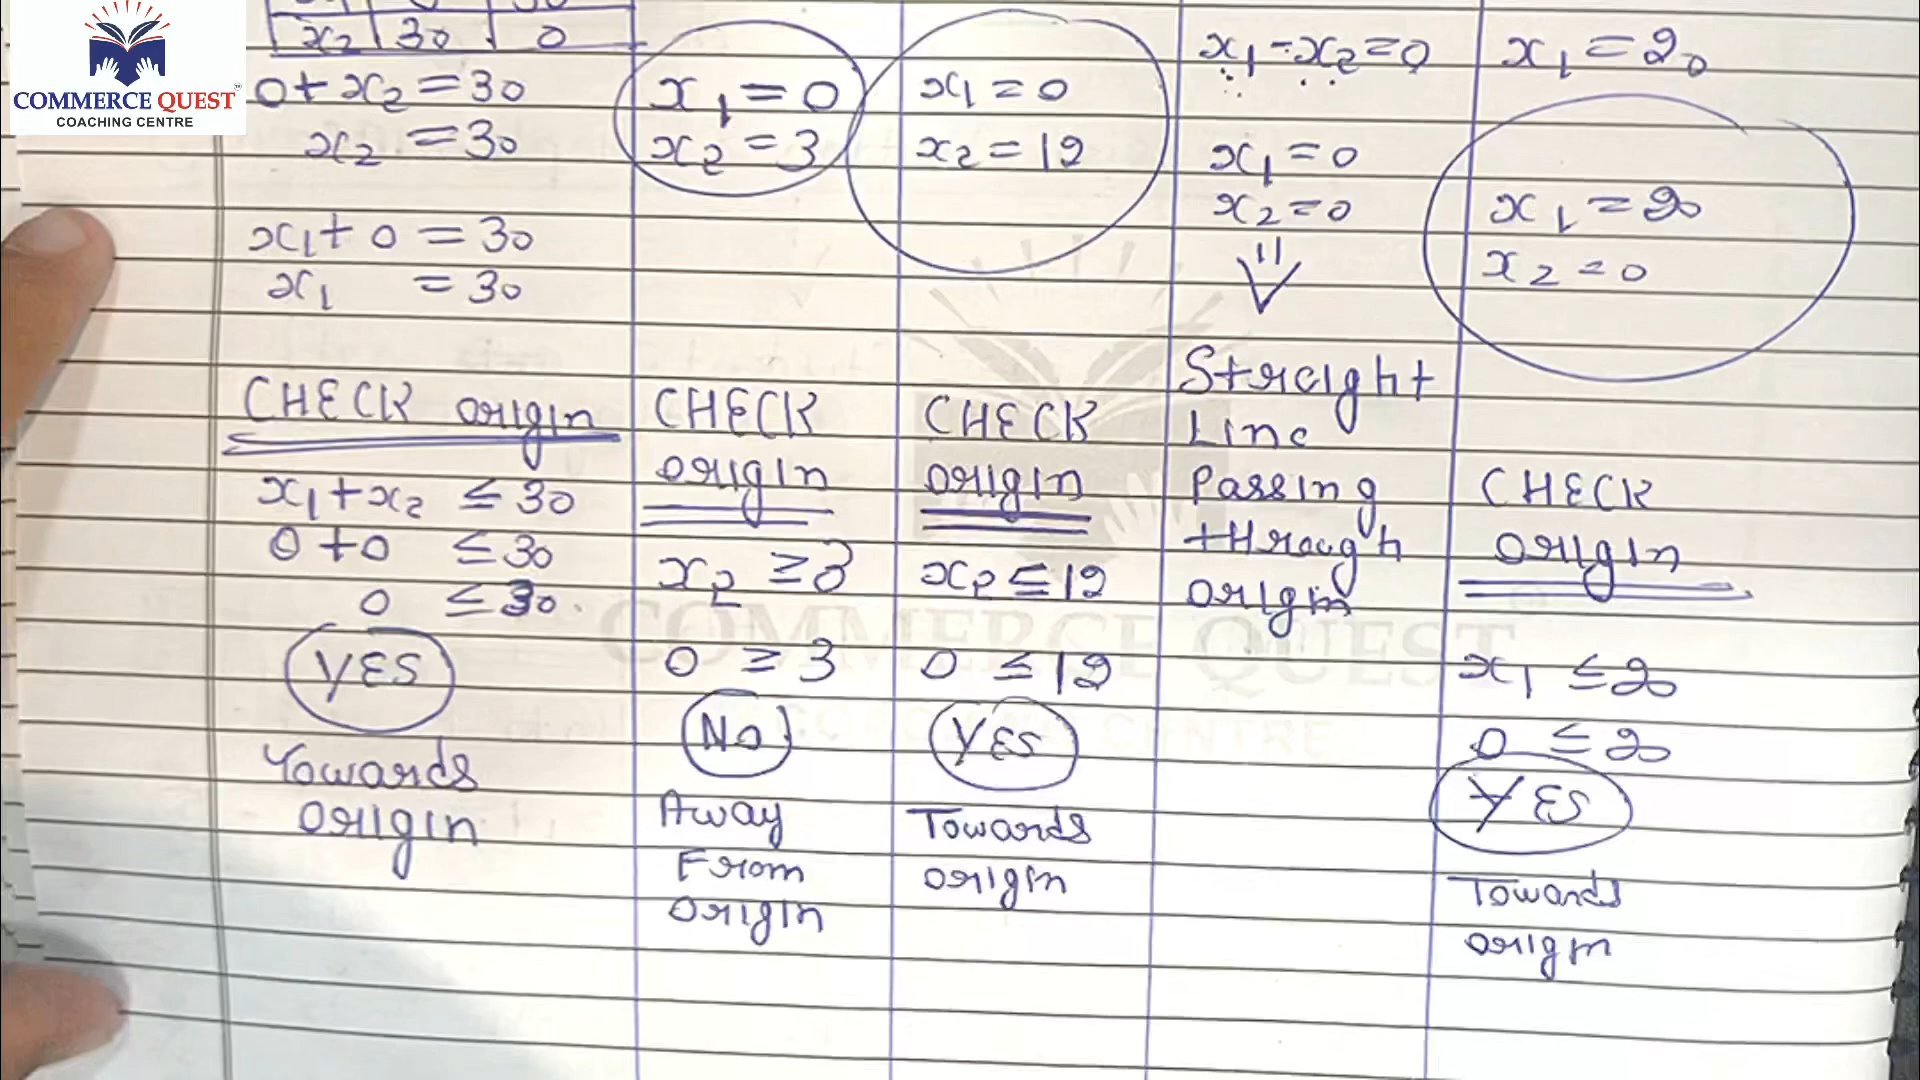 COMMERCE QUEST
COACHING CENTRE
x2 30 0
0+x2 = 30
x2 = 30
x1+0 = 30
x1 = 30
CHECK origin
x1+x2 ≤ 30
0+0 ≤ 30
0 ≤ 30
YES
Towards
origin
x1 = 0
x2 = 3
CHECK
origin
x2 ≥ 3
0 ≥ 3
No
Away
From
origin
x1 = 0
x2 = 12
CHECK
origin
x2 ≤ 12
0 ≤ 12
YES
Towards
origin
x1 - x2 = 0
x1 = 0
x2 = 0
Straight
Line
Passing
through
origin
x1 = 20
x1 = 20
x2 = 0
CHECK
origin
x1 ≤ 20
0 ≤ 20
YES
Towards
origin
COMMERCE QUEST
COACHING CENTRE